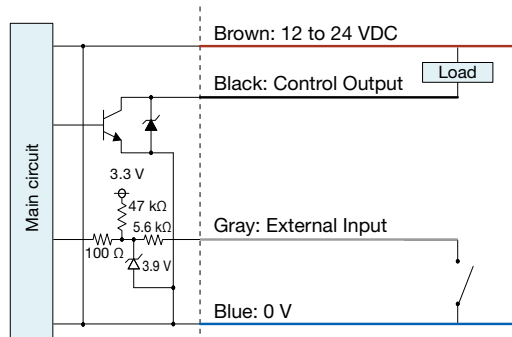 Brown: 12 to 24 VDC
Load
Black: Control Output
Main circuit
3.3 V
47 kΩ
5.6 kΩ
Gray: External Input
100 Ω
3.9 V
Blue: 0 V